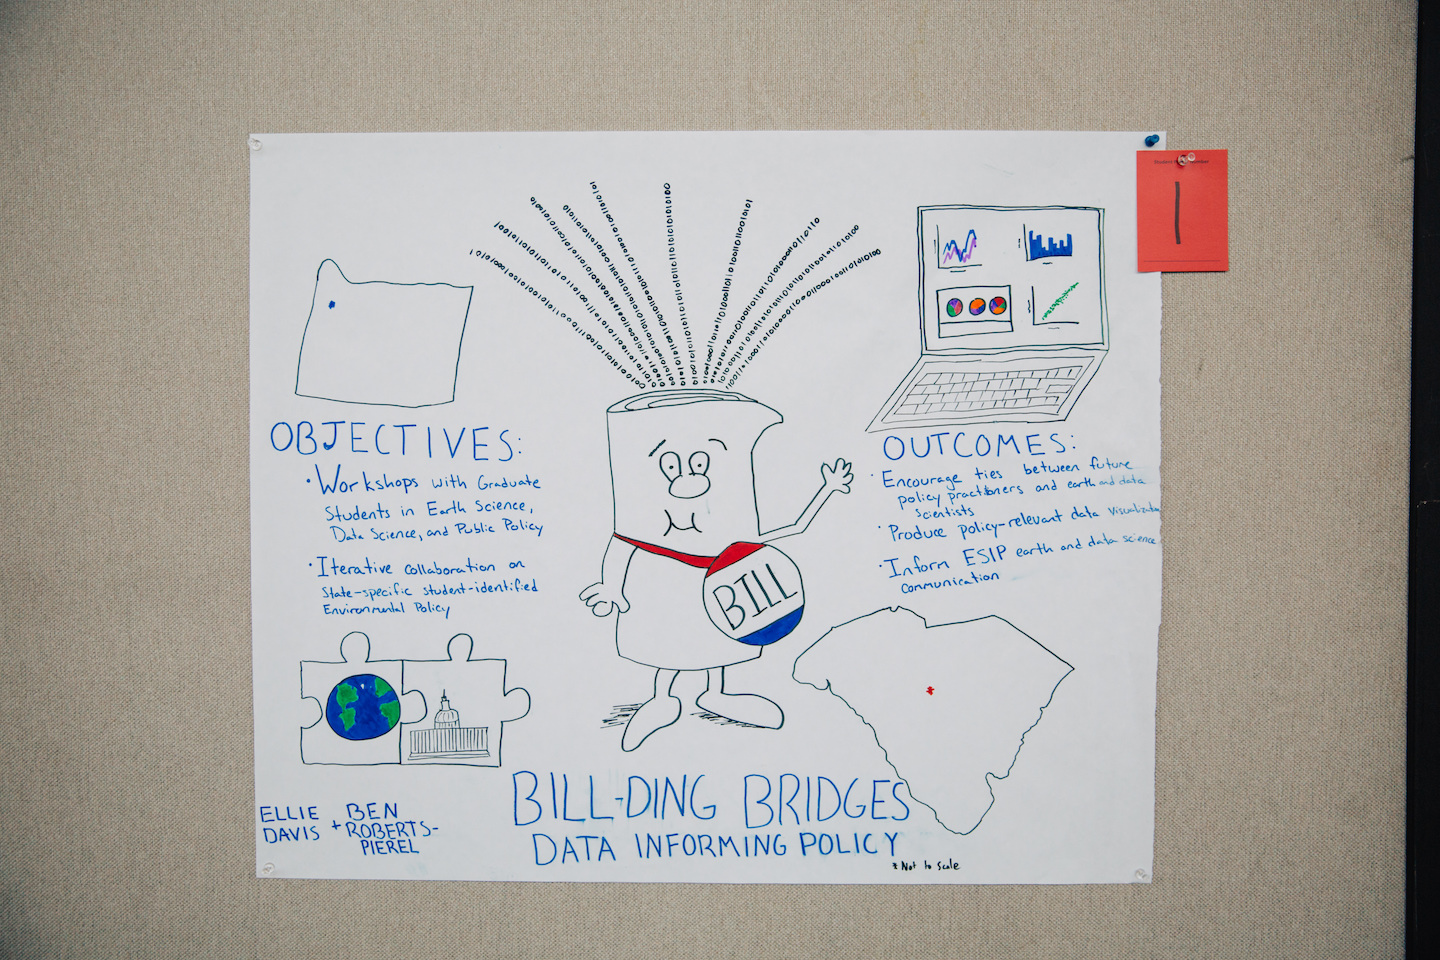 1
OBJECTIVES:
· Workshops with Graduate
Students in Earth Science,
Data Science, and Public Policy
· Iterative collaboration on
State-specific student-identified
Environmental Policy
BILL
OUTCOMES:
· Encourage ties between future
policy practitioners and earth and data
scientists
· Produce policy-relevant data visualization
· Inform ESIP earth and data science
communication
ELLIE
DAVIS + BEN
ROBERTS-
PIEREL
BILL-DING BRIDGES
DATA INFORMING POLICY
* Not to scale